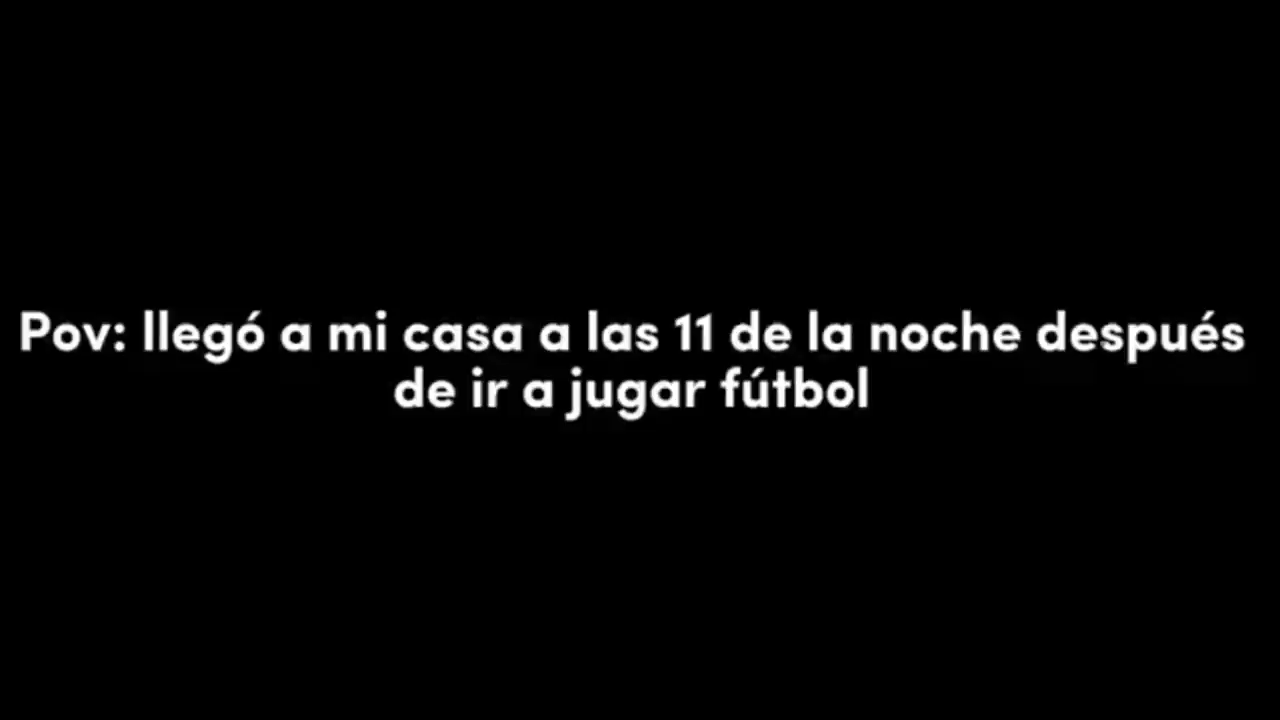 Pov: llegó a mi casa a las 11 de la noche después
de ir a jugar fútbol